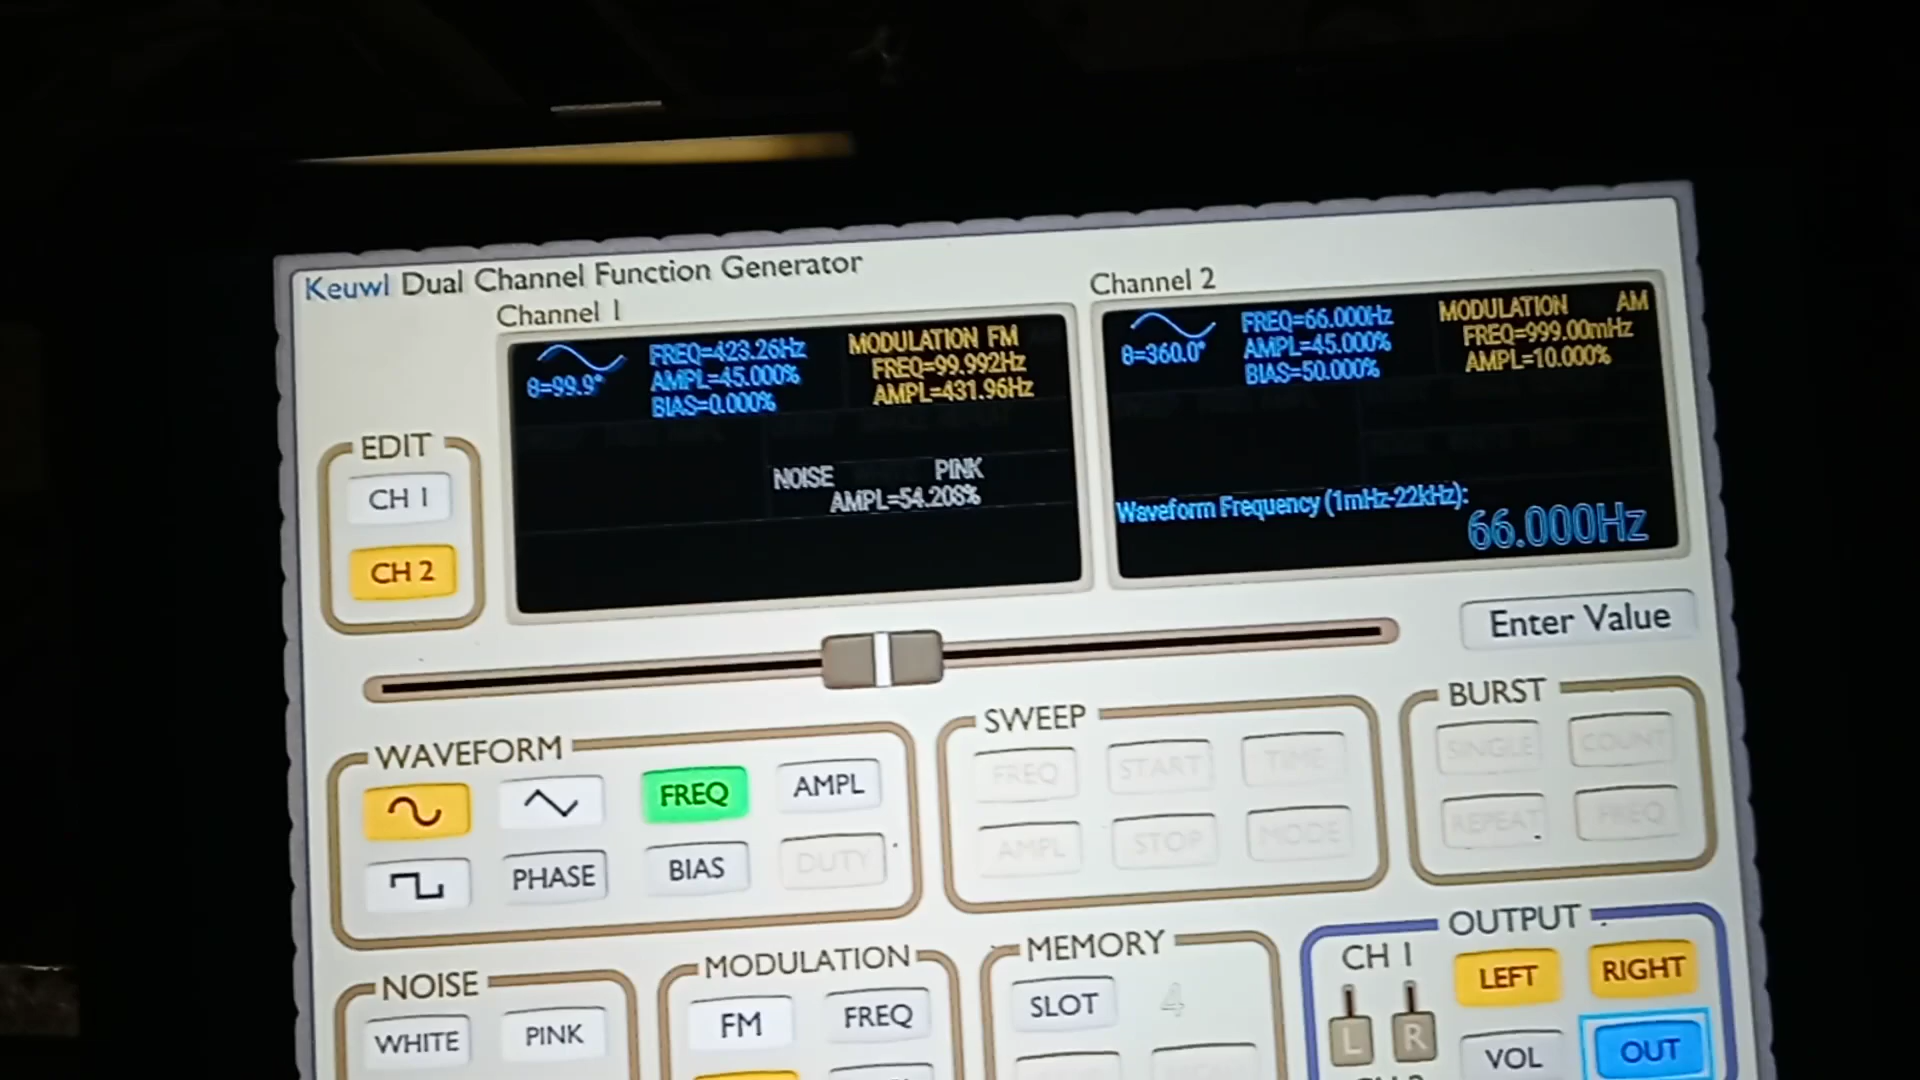 Keuwl Dual Channel Function Generator
Channel 1
θ=99.9°
FREQ=423.26Hz
AMPL=45.000%
BIAS=0.000%
MODULATION FM
FREQ=99.992Hz
AMPL=431.96Hz
NOISE PINK
AMPL=54.208%
Channel 2
θ=360.0°
FREQ=66.000Hz
AMPL=45.000%
BIAS=50.000%
MODULATION AM
FREQ=999.00mHz
AMPL=10.000%
Waveform Frequency (1mHz-22kHz):
66.000Hz
EDIT
CH 1
CH 2
Enter Value
WAVEFORM
FREQ AMPL
PHASE BIAS DUTY
SWEEP
FREQ START TIME
AMPL STOP MODE
BURST
SINGLE COUNT
REPEAT FREQ
NOISE
WHITE PINK
MODULATION
FM FREQ
MEMORY
SLOT 4
OUTPUT
CH 1 LEFT RIGHT
L R VOL OUT